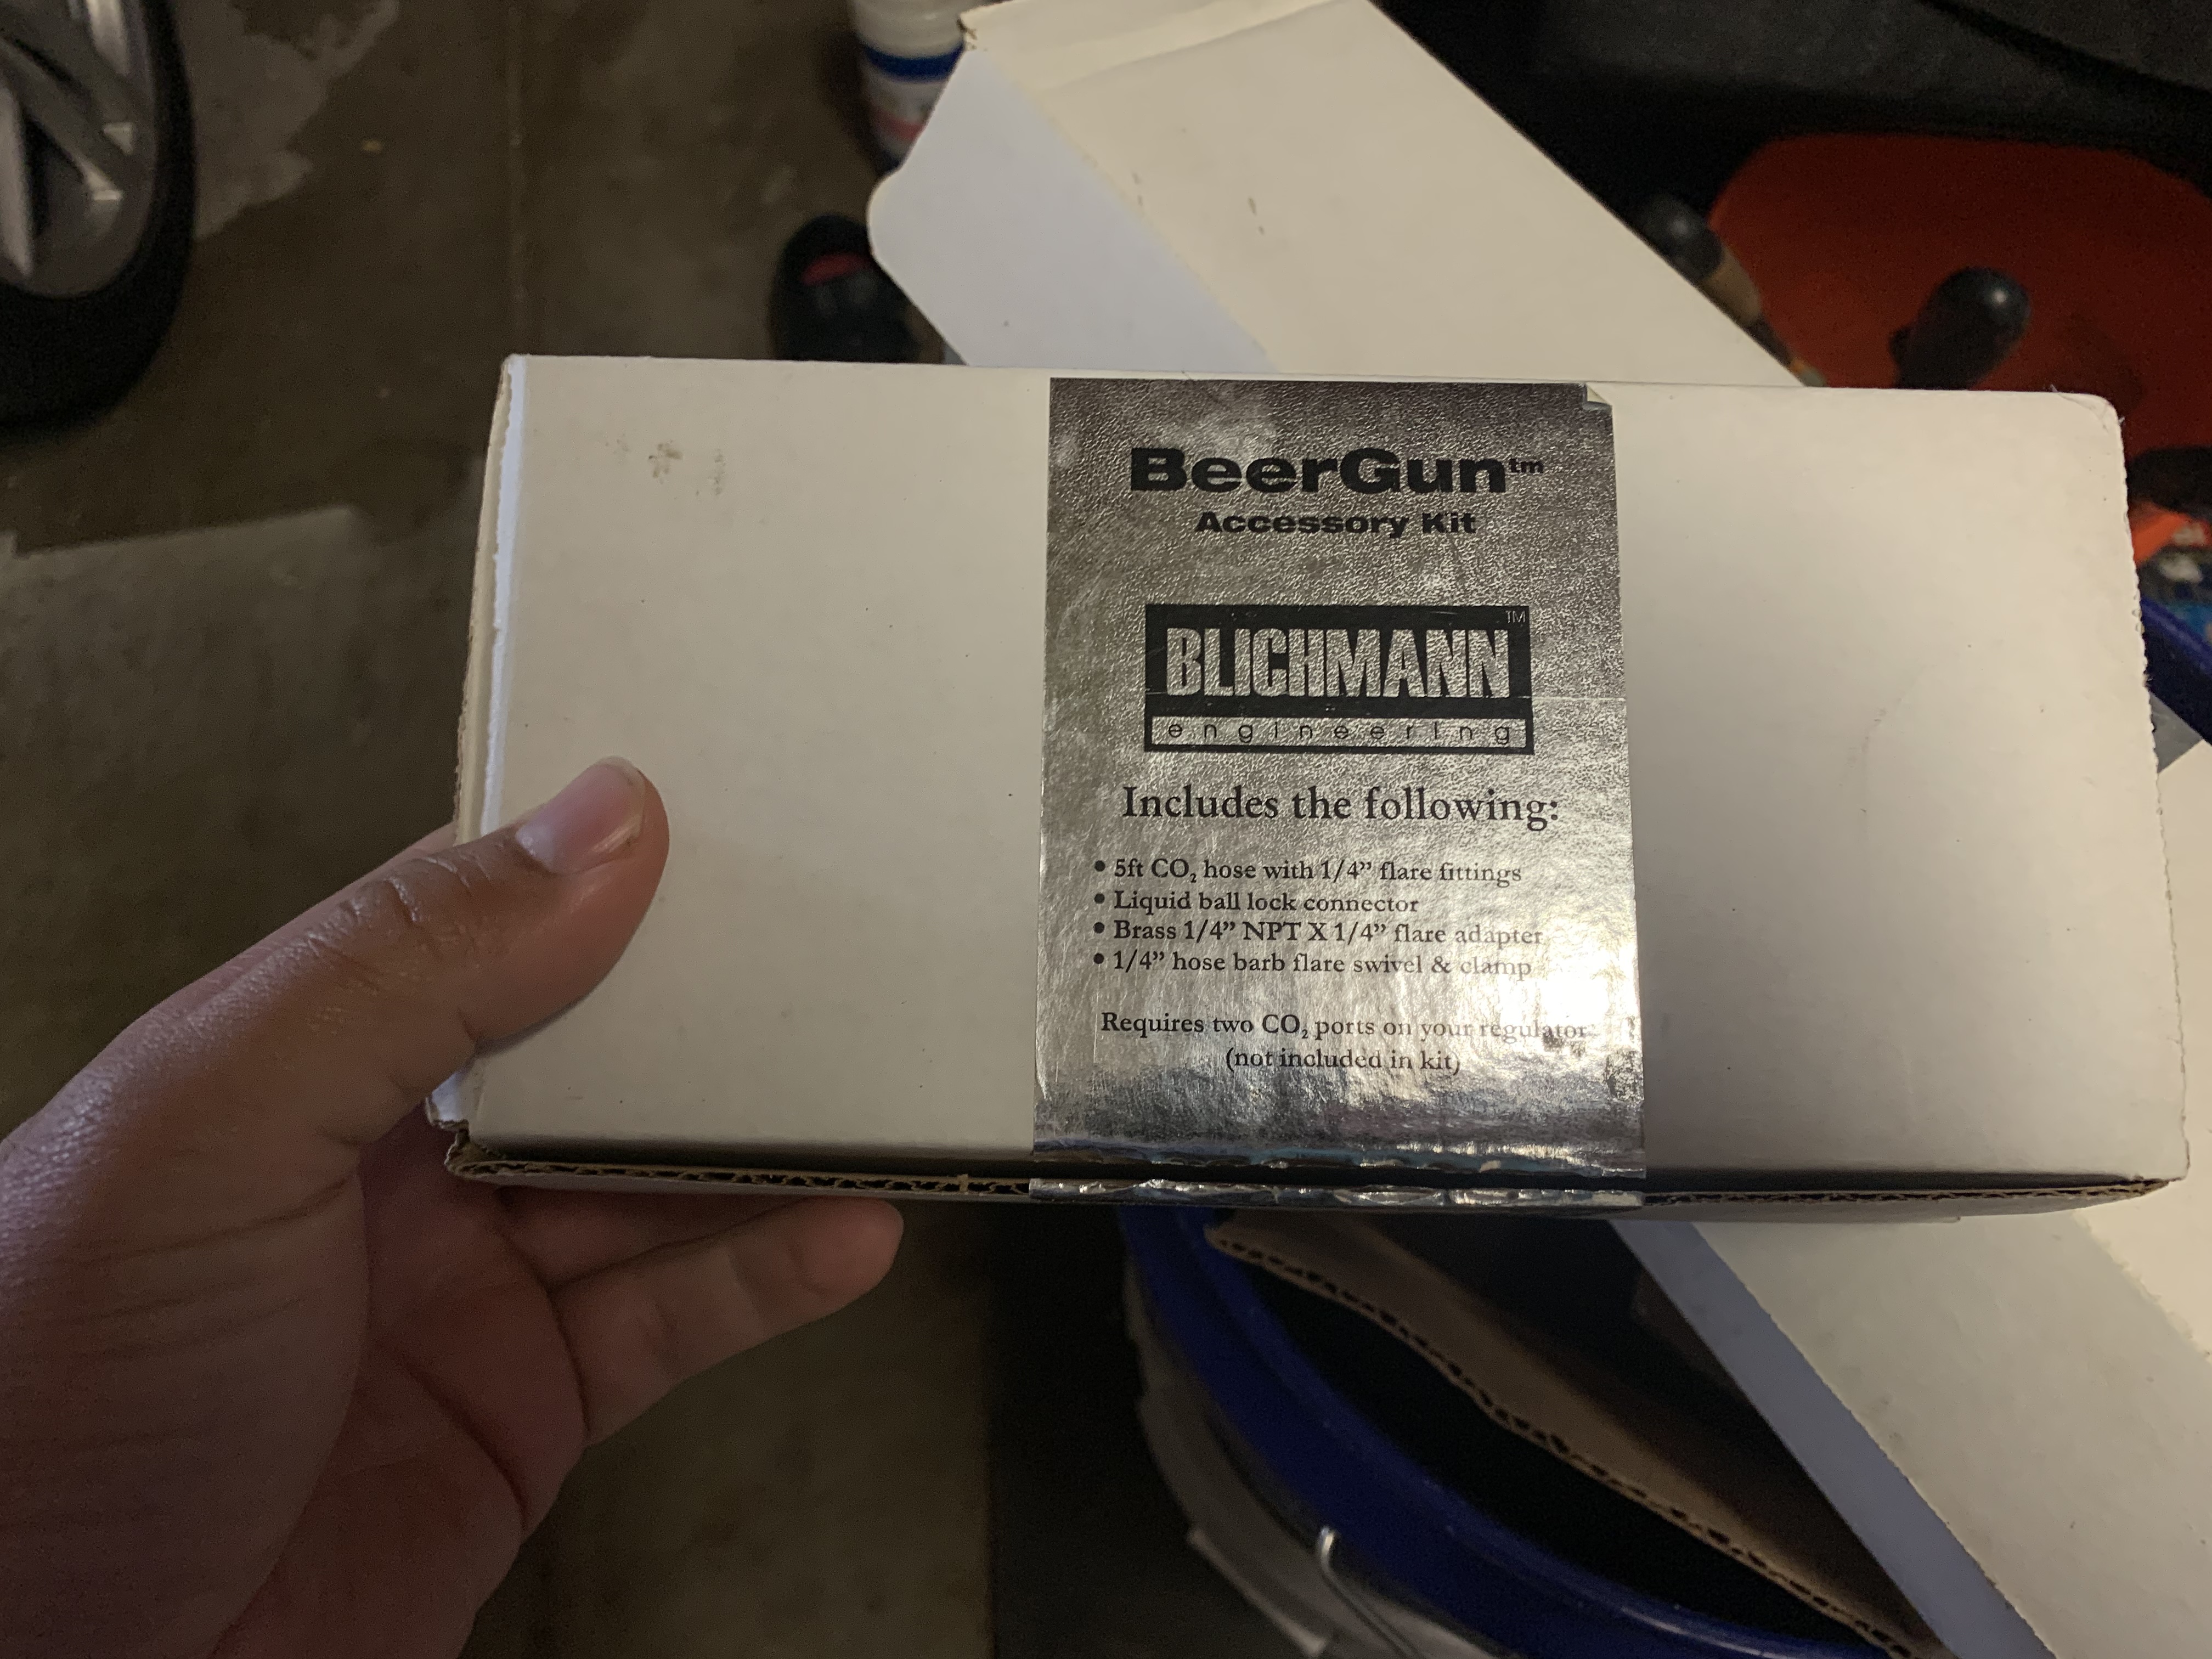 BeerGun™
Accessory Kit
BLICHMANN™
engineering
Includes the following:
• 5ft CO₂ hose with 1/4” flare fittings
• Liquid ball lock connector
• Brass 1/4” NPT X 1/4” flare adapter
• 1/4” hose barb flare swivel & clamp
Requires two CO₂ ports on your regulator
(not included in kit)